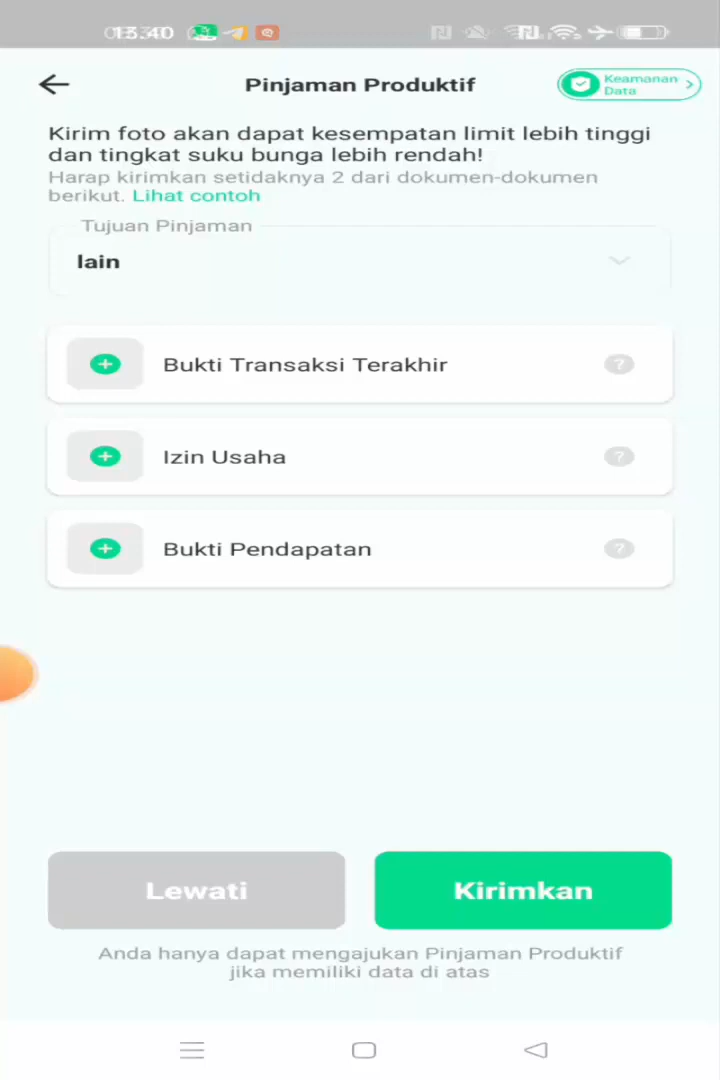 Pinjaman Produktif
Keamanan
Data
Kirim foto akan dapat kesempatan limit lebih tinggi
dan tingkat suku bunga lebih rendah!
Harap kirimkan setidaknya 2 dari dokumen-dokumen
berikut. Lihat contoh
Tujuan Pinjaman
lain
Bukti Transaksi Terakhir
?
Izin Usaha
?
Bukti Pendapatan
?
Lewati
Kirimkan
Anda hanya dapat mengajukan Pinjaman Produktif
jika memiliki data di atas